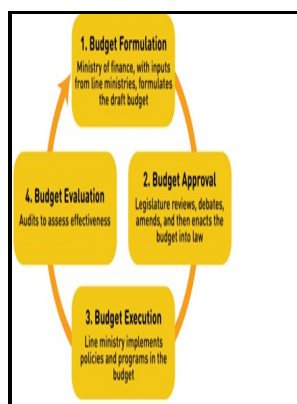 1. Budget Formulation
Ministry of finance, with inputs
from line ministries, formulates
the draft budget
2. Budget Approval
Legislature reviews, debates,
amends, and then enacts the
budget into law
3. Budget Execution
Line ministry implements
policies and programs in the
budget
4. Budget Evaluation
Audits to assess effectiveness